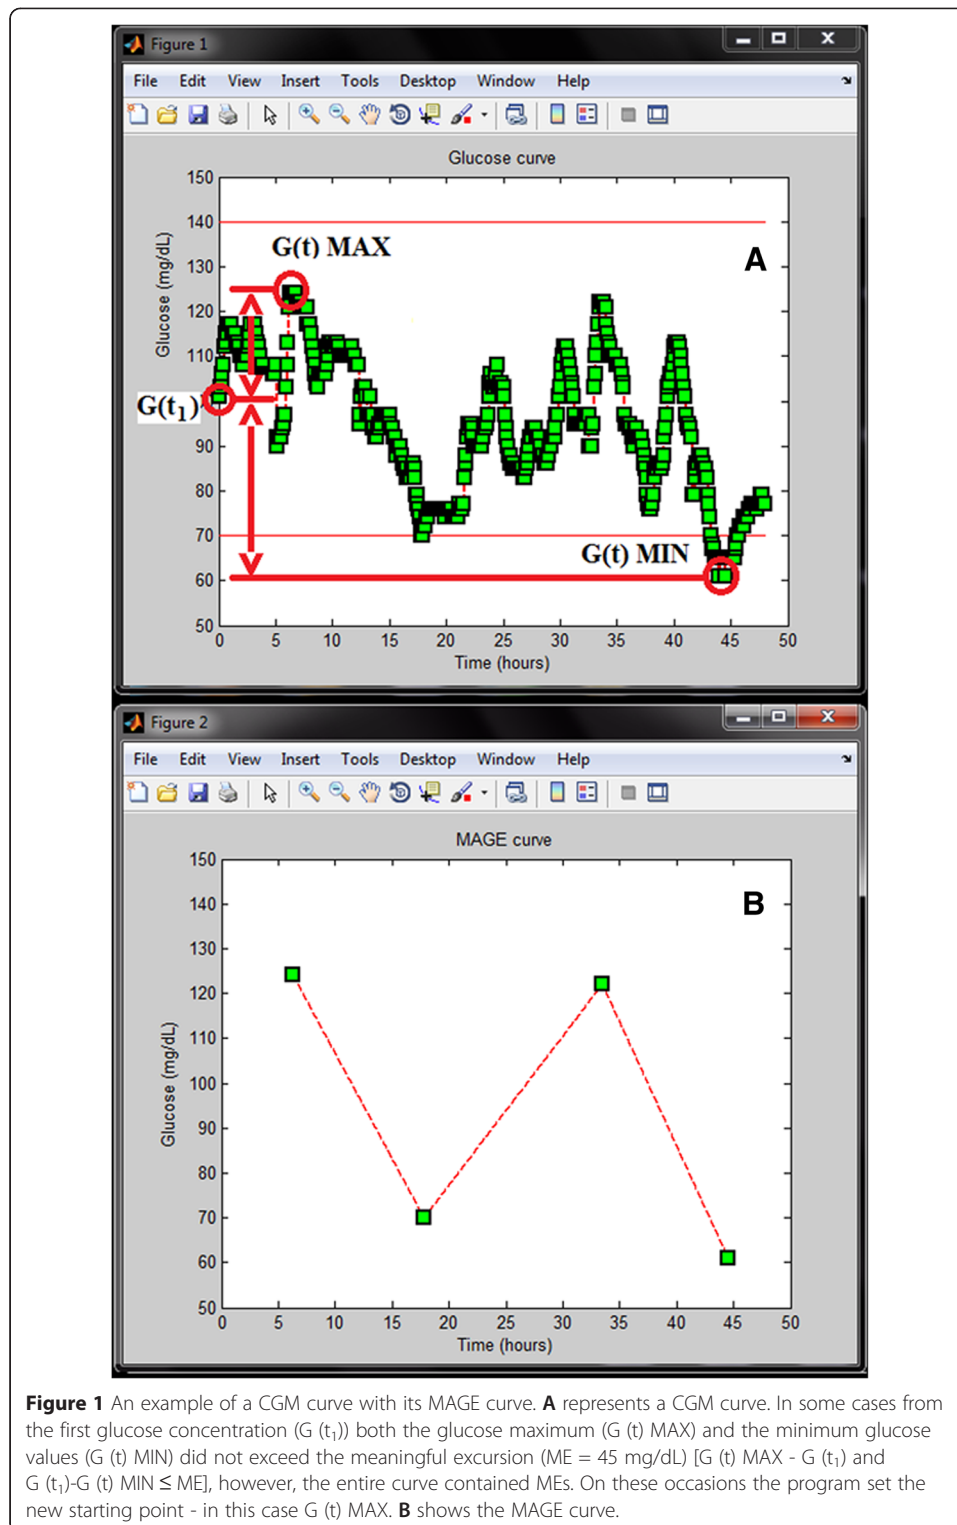 Figure 1
File Edit View Insert Tools Desktop Window Help
Glucose curve
150
140
130
120
110
90
80
70
60
50
Glucose (mg/dL)
G(t) MAX
A
G(t₁)
G(t) MIN
0 5 10 15 20 25 30 35 40 45 50
Time (hours)
Figure 2
File Edit View Insert Tools Desktop Window Help
MAGE curve
150
140
130
120
110
100
90
80
70
60
50
Glucose (mg/dL)
B
0 5 10 15 20 25 30 35 40 45 50
Time (hours)
Figure 1 An example of a CGM curve with its MAGE curve. A represents a CGM curve. In some cases from
the first glucose concentration (G (t₁)) both the glucose maximum (G (t) MAX) and the minimum glucose
values (G (t) MIN) did not exceed the meaningful excursion (ME = 45 mg/dL) [G (t) MAX - G (t₁) and
G (t₁)-G (t) MIN ≤ ME], however, the entire curve contained MEs. On these occasions the program set the
new starting point - in this case G (t) MAX. B shows the MAGE curve.